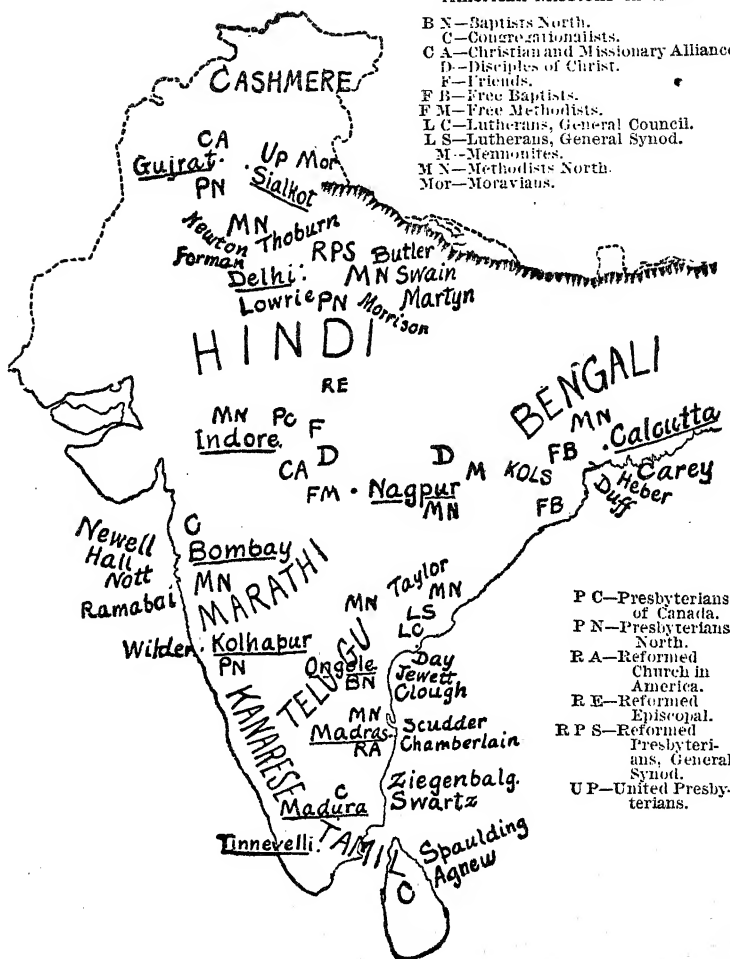 B N—Baptists North.
C—Congregationalists.
C A—Christian and Missionary Alliance
D—Disciples of Christ.
F—Friends.
F B—Free Baptists.
F M—Free Methodists.
L C—Lutherans, General Council.
L S—Lutherans, General Synod.
M—Mennonites.
M N—Methodists North.
Mor—Moravians.
CASHMERE
CA
Gujrat
PN
UP Mor
Sialkot
MN
Newton
Thoburn
Forman
RPS
Butler
Delhi
MN Swain
Lowrie
PN
Morrison
Martyn
HINDI
RE
BENGALI
MN
PC
F
Indore
CA
D
FM
D
Nagpur
MN
M
KOLS
FB
FB
MN
Calcutta
Carey
Heber
Duff
Newell
Hall
Nott
Ramabai
C
Bombay
MN
MARATHI
Wilder
Kolhapur
PN
Taylor
MN
MN
LS
LC
TELUGU
Ongole
BN
Day
Jewett
Clough
KANARESE
MN
Madras
RA
Scudder
Chamberlain
C
Madura
Ziegenbalg.
Swartz
Tinnevelli
TAMIL
C
Spaulding
Agnew
P C—Presbyterians
of Canada.
P N—Presbyterians
North.
R A—Reformed
Church in
America.
R E—Reformed
Episcopal.
R P S—Reformed
Presbyteri-
ans, General
Synod.
U P—United Presby-
terians.